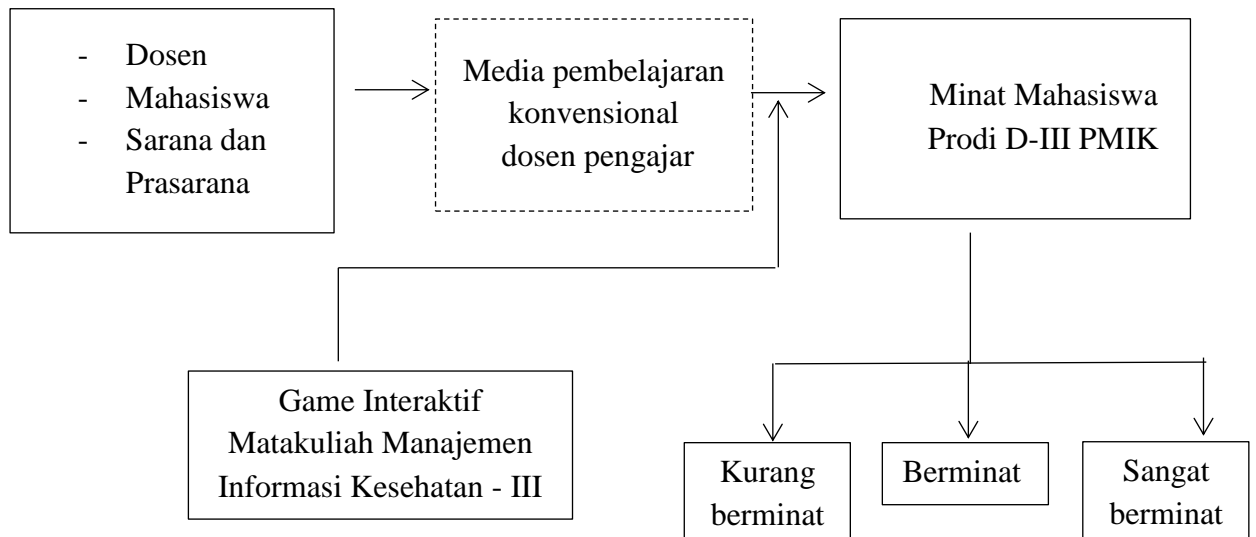 - Dosen
- Mahasiswa
- Sarana dan
Prasarana
Media pembelajaran
konvensional
dosen pengajar
Minat Mahasiswa
Prodi D-III PMIK
Game Interaktif
Matakuliah Manajemen
Informasi Kesehatan - III
Kurang
berminat
Berminat
Sangat
berminat